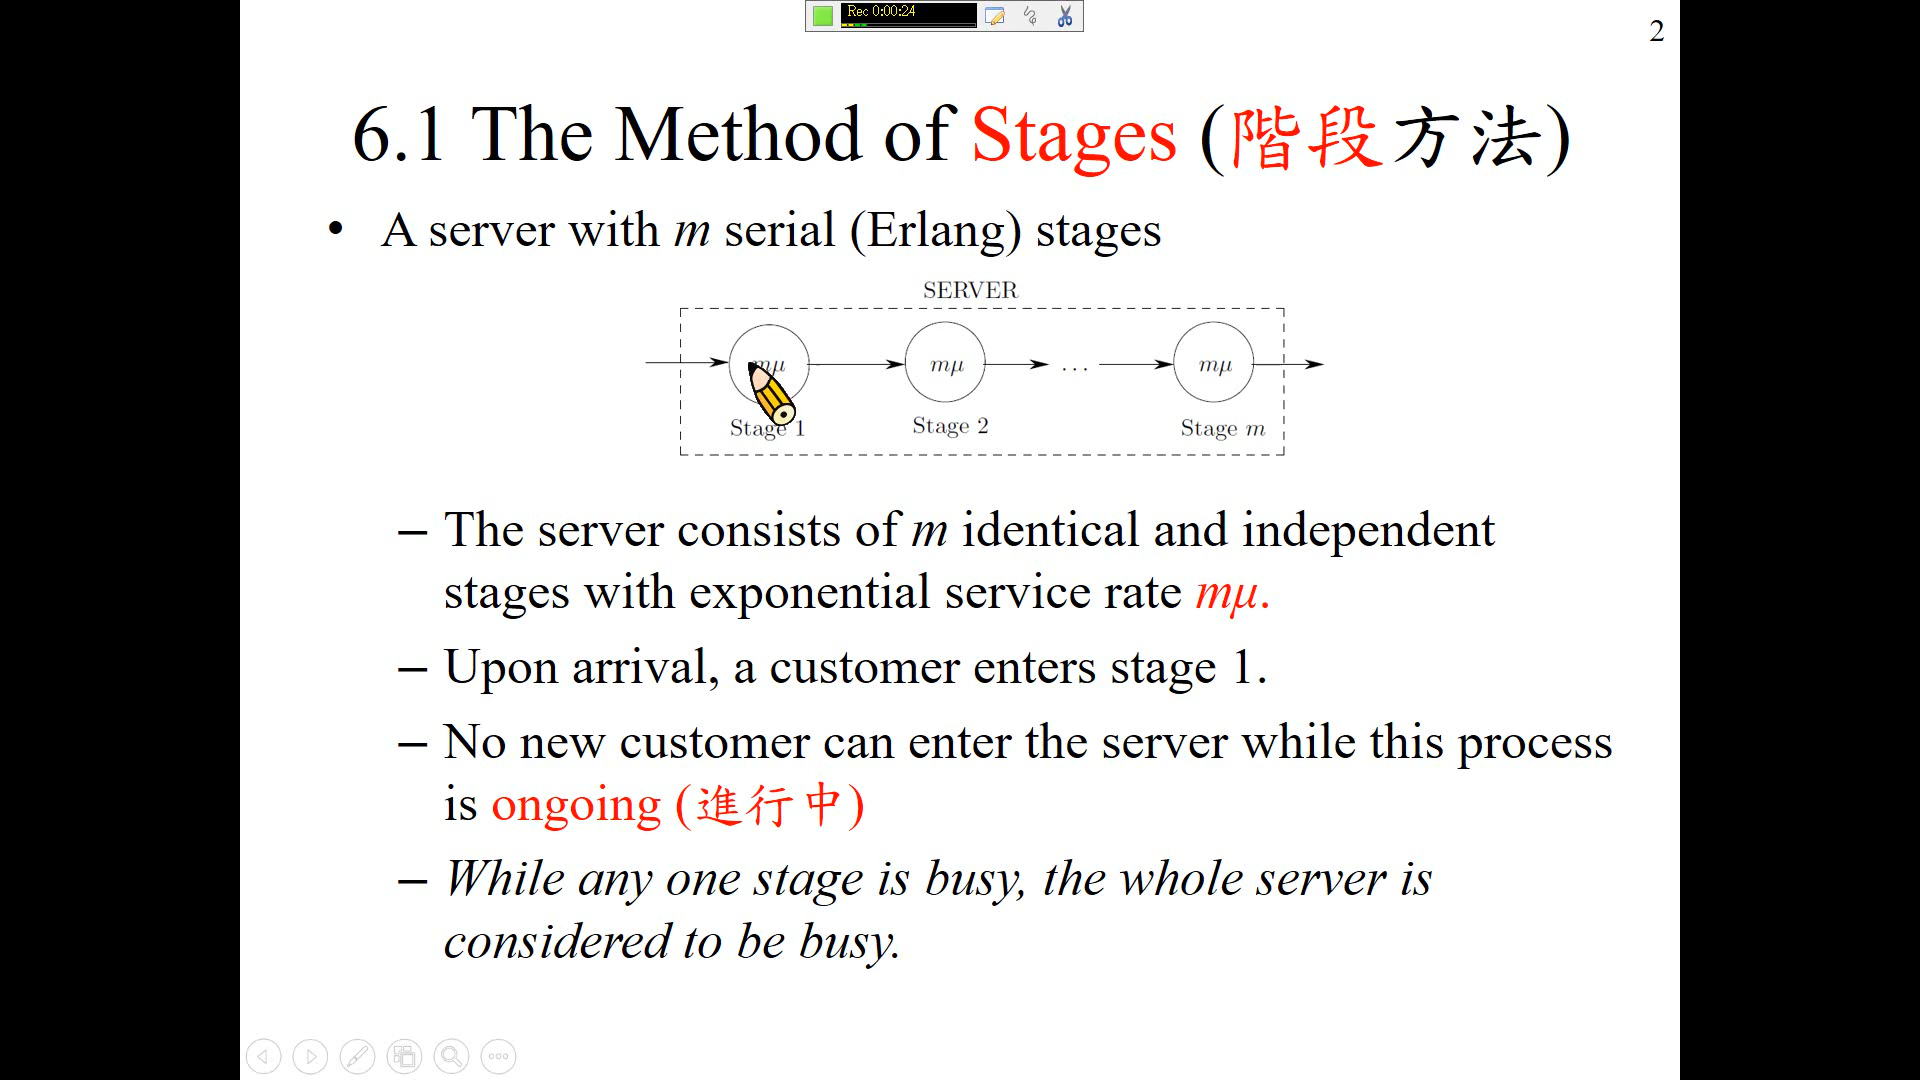 Rec 0:00:24
2
6.1 The Method of Stages (階段方法)
• A server with m serial (Erlang) stages
SERVER
mμ mμ ... mμ
Stage 1 Stage 2 Stage m
– The server consists of m identical and independent
stages with exponential service rate mμ.
– Upon arrival, a customer enters stage 1.
– No new customer can enter the server while this process
is ongoing (進行中)
– While any one stage is busy, the whole server is
considered to be busy.